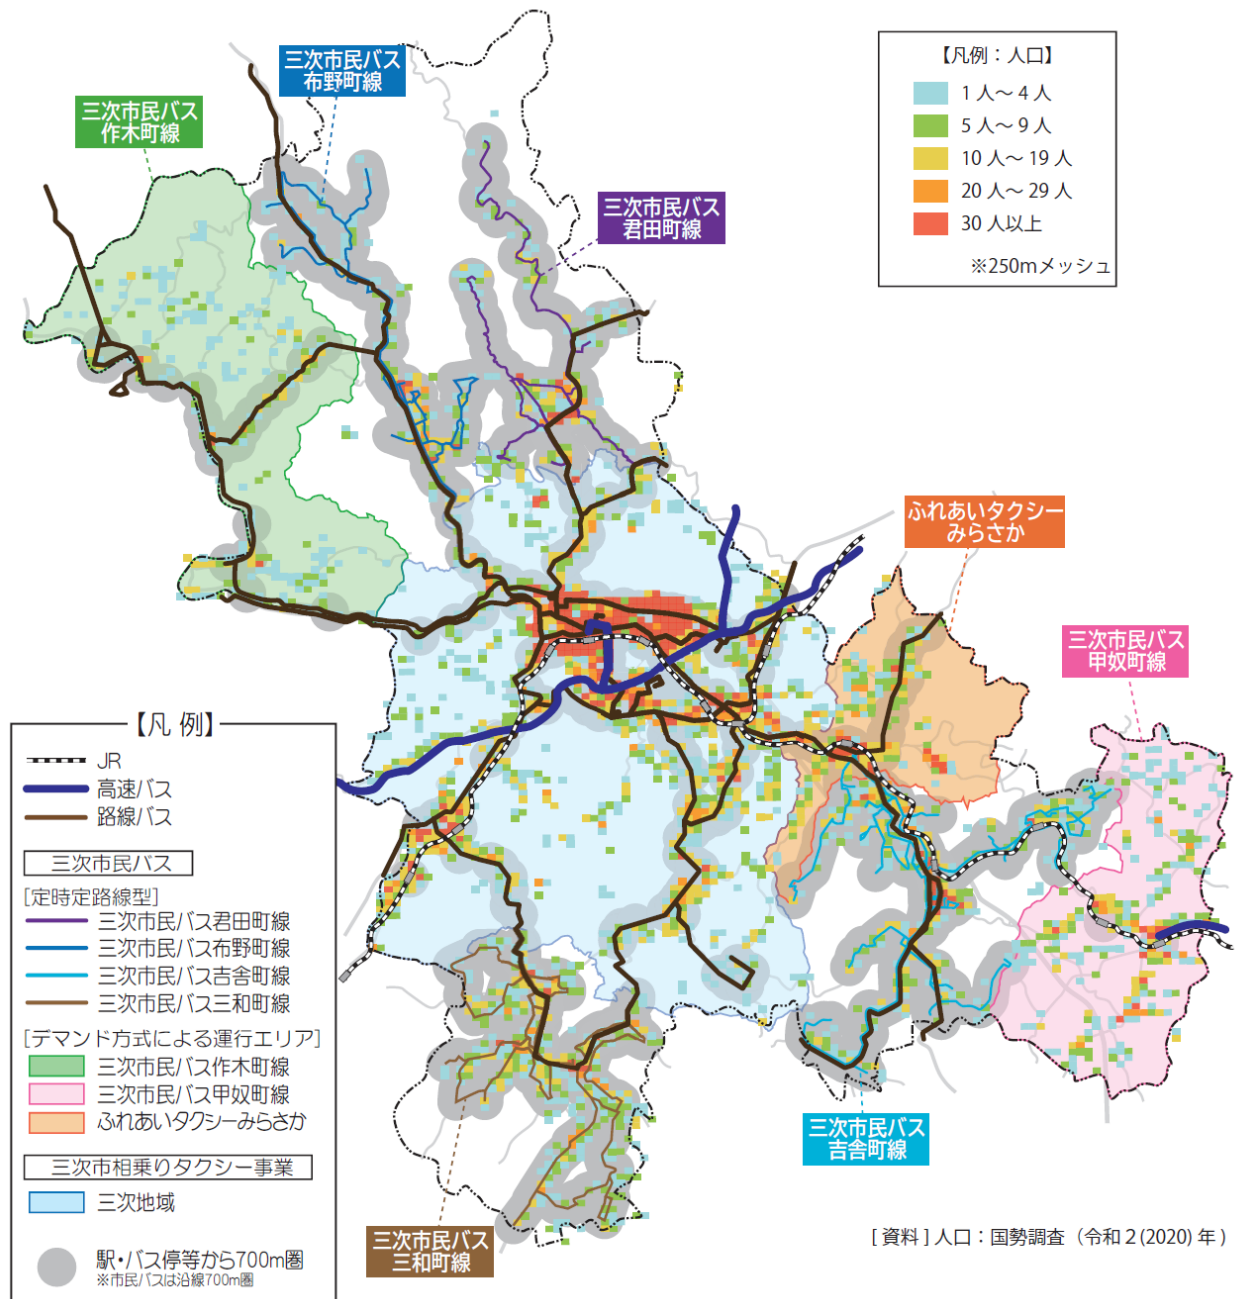 三次市民バス
布野町線
三次市民バス
作木町線
三次市民バス
君田町線
【凡例：人口】
1人～4人
5人～9人
10人～19人
20人～29人
30人以上
※250mメッシュ
ふれあいタクシー
みらさか
三次市民バス
甲奴町線
【凡 例】
JR
高速バス
路線バス
三次市民バス
[定時定路線型]
三次市民バス君田町線
三次市民バス布野町線
三次市民バス吉舎町線
三次市民バス三和町線
[デマンド方式による運行エリア]
三次市民バス作木町線
三次市民バス甲奴町線
ふれあいタクシーみらさか
三次市相乗りタクシー事業
三次地域
駅・バス停等から700m圏
※市民バスは沿線700m圏
三次市民バス
吉舎町線
三次市民バス
三和町線
[資料]人口：国勢調査（令和2(2020)年）